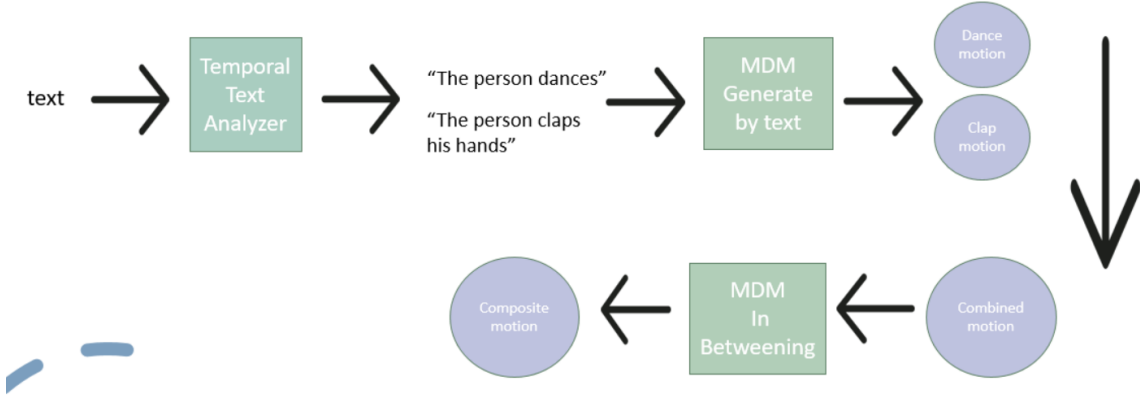 text
Temporal
Text
Analyzer
“The person dances”
“The person claps
his hands”
MDM
Generate
by text
Dance
motion
Clap
motion
Combined
motion
MDM
In
Betweening
Composite
motion